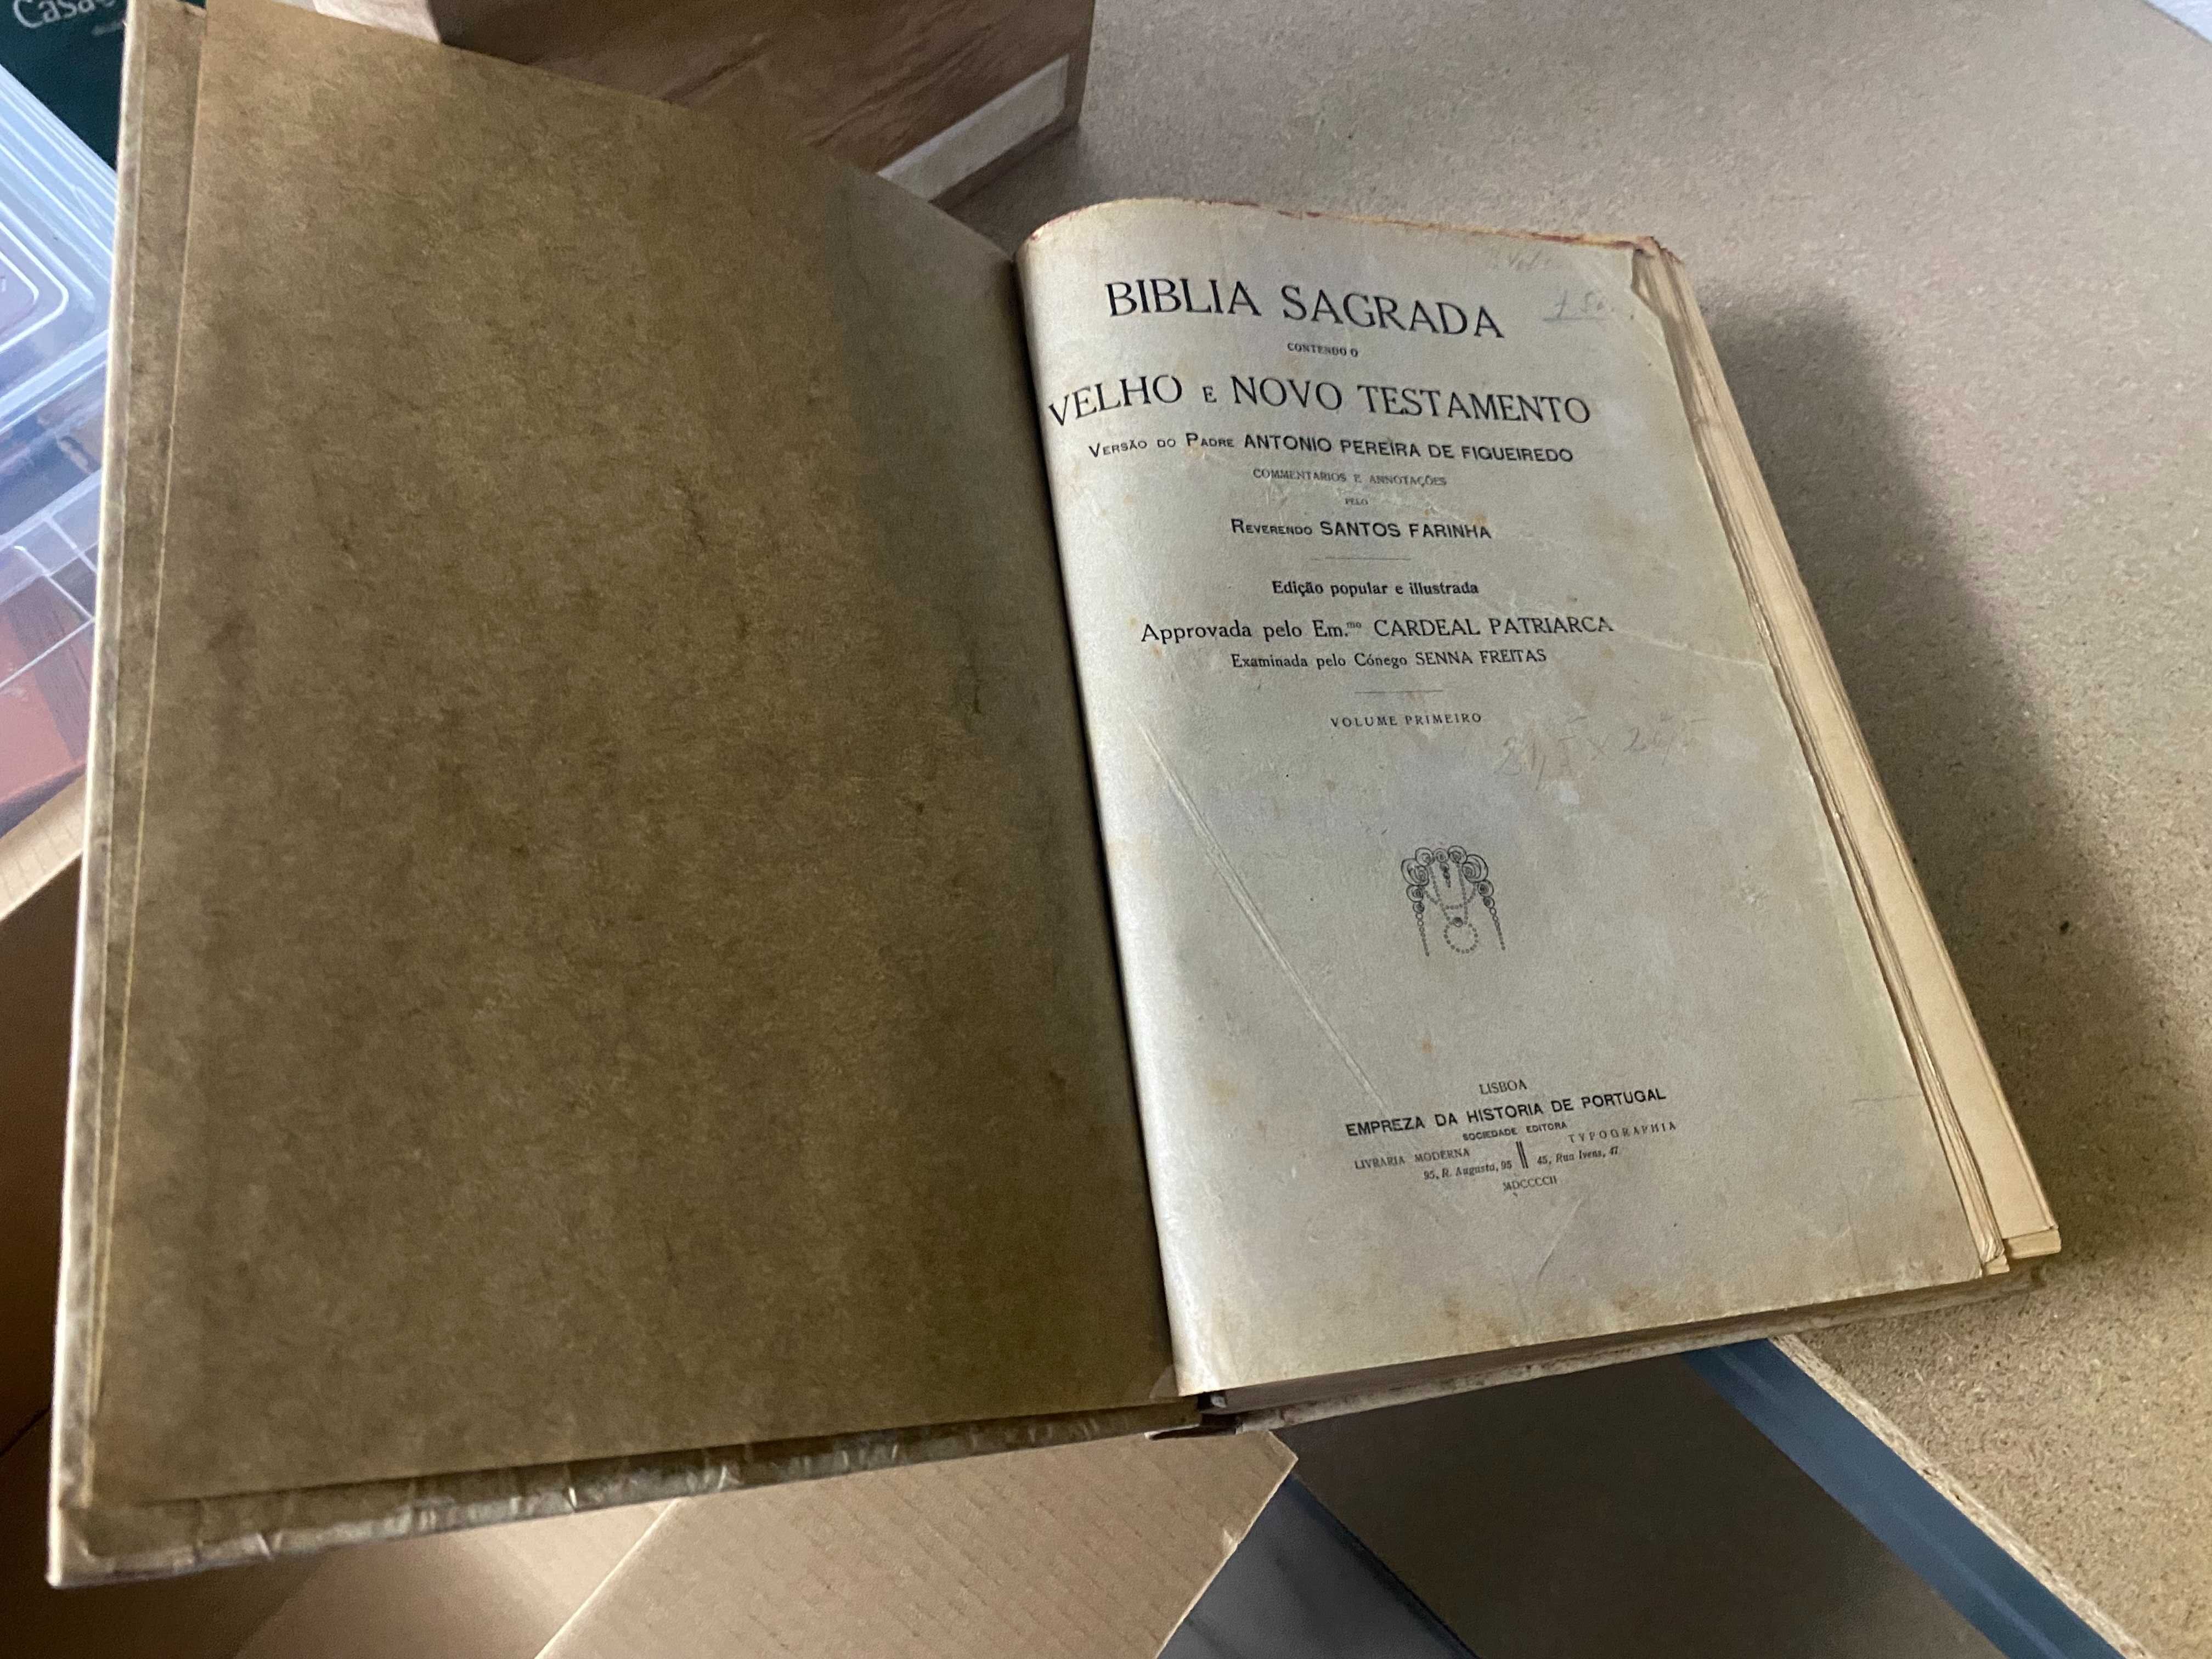 Casa
BIBLIA SAGRADA
CONTENDO O
VELHO E NOVO TESTAMENTO
VERSÃO DO PADRE ANTONIO PEREIRA DE FIGUEIREDO
COMMENTARIOS E ANNOTAÇÕES
PELO
REVERENDO SANTOS FARINHA
Edição popular e illustrada
Approvada pelo Em.mo CARDEAL PATRIARCA
Examinada pelo Cónego SENNA FREITAS
VOLUME PRIMEIRO
LISBOA
EMPREZA DA HISTORIA DE PORTUGAL
SOCIEDADE EDITORA
LIVRARIA MODERNA
95, R. Augusta, 95
TYPOGRAPHIA
45, Rua Ivens, 47
MDCCCCII